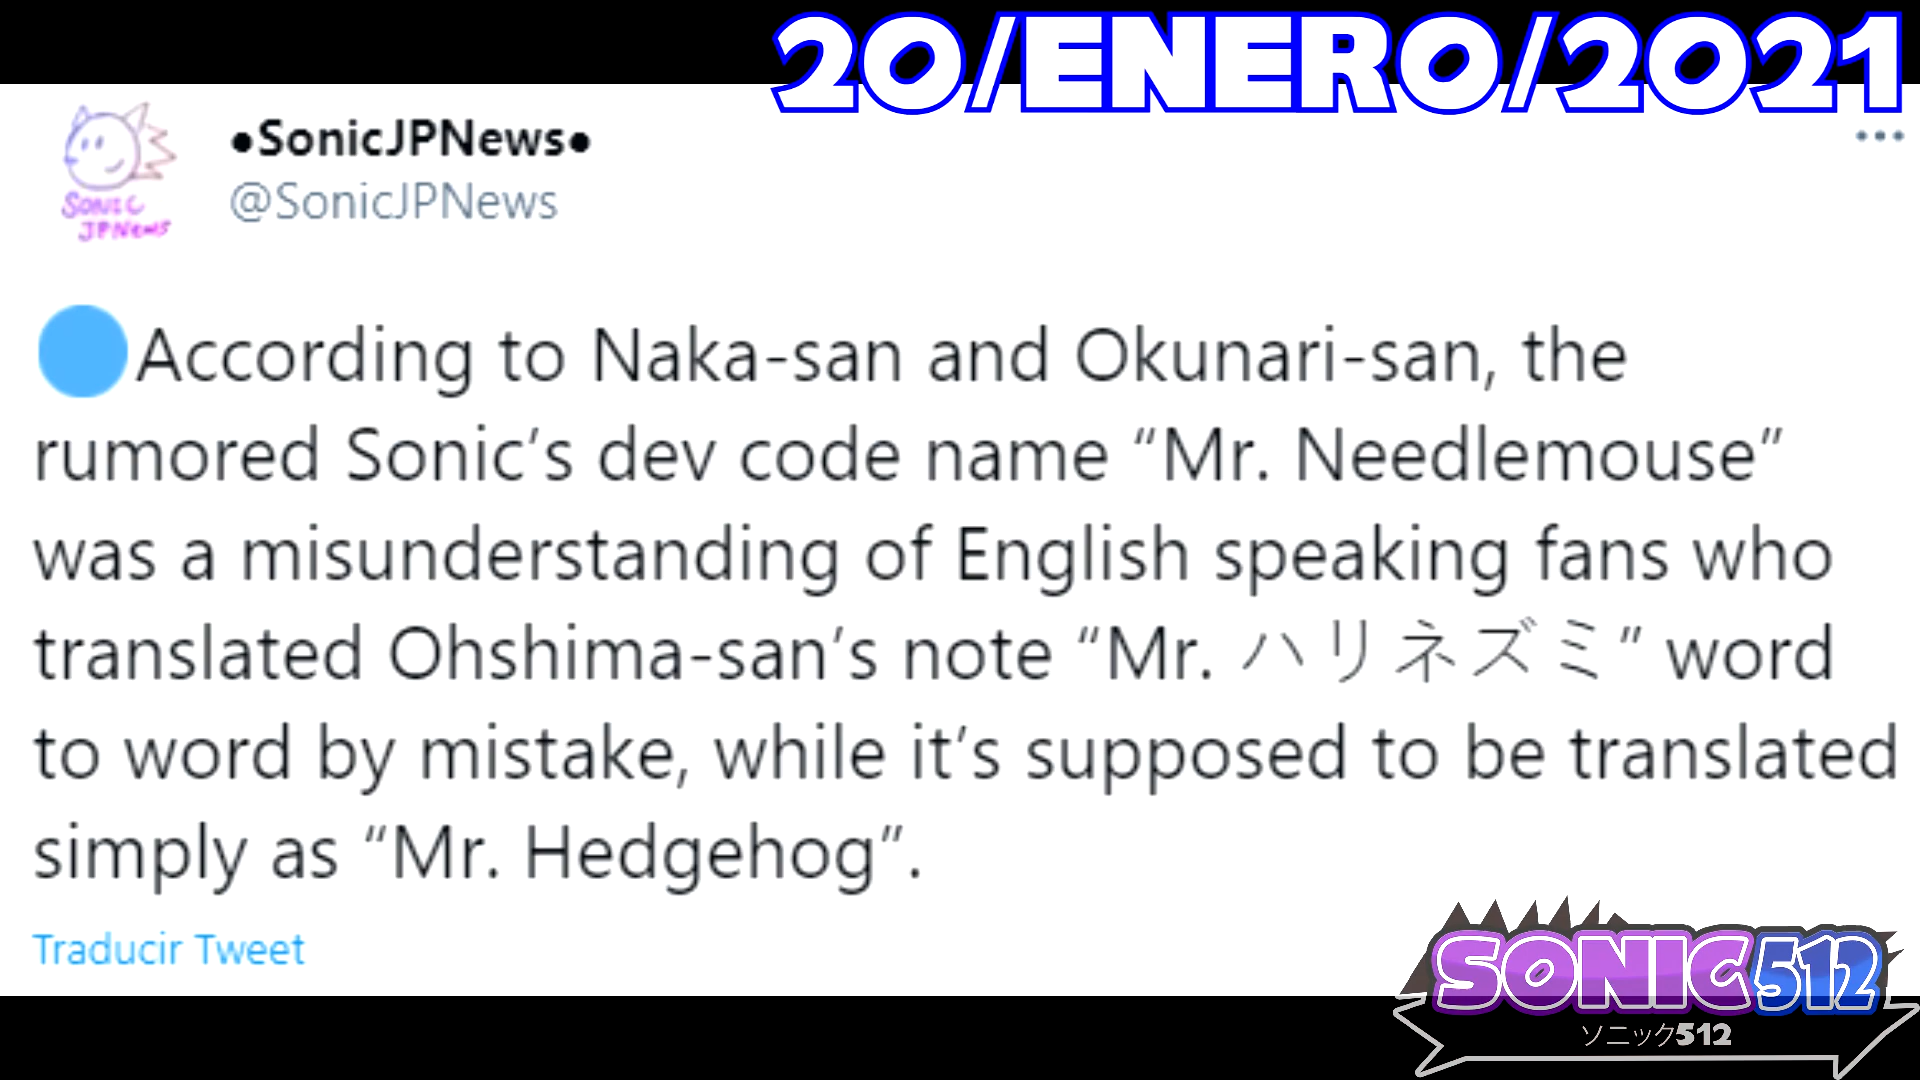 20/ENERO/2021
●SonicJPNews●
@SonicJPNews
SONIC
JPNews
According to Naka-san and Okunari-san, the
rumored Sonic’s dev code name “Mr. Needlemouse”
was a misunderstanding of English speaking fans who
translated Ohshima-san’s note “Mr. ハリネズミ” word
to word by mistake, while it’s supposed to be translated
simply as “Mr. Hedgehog”.
Traducir Tweet
SONIC512
ソニック512